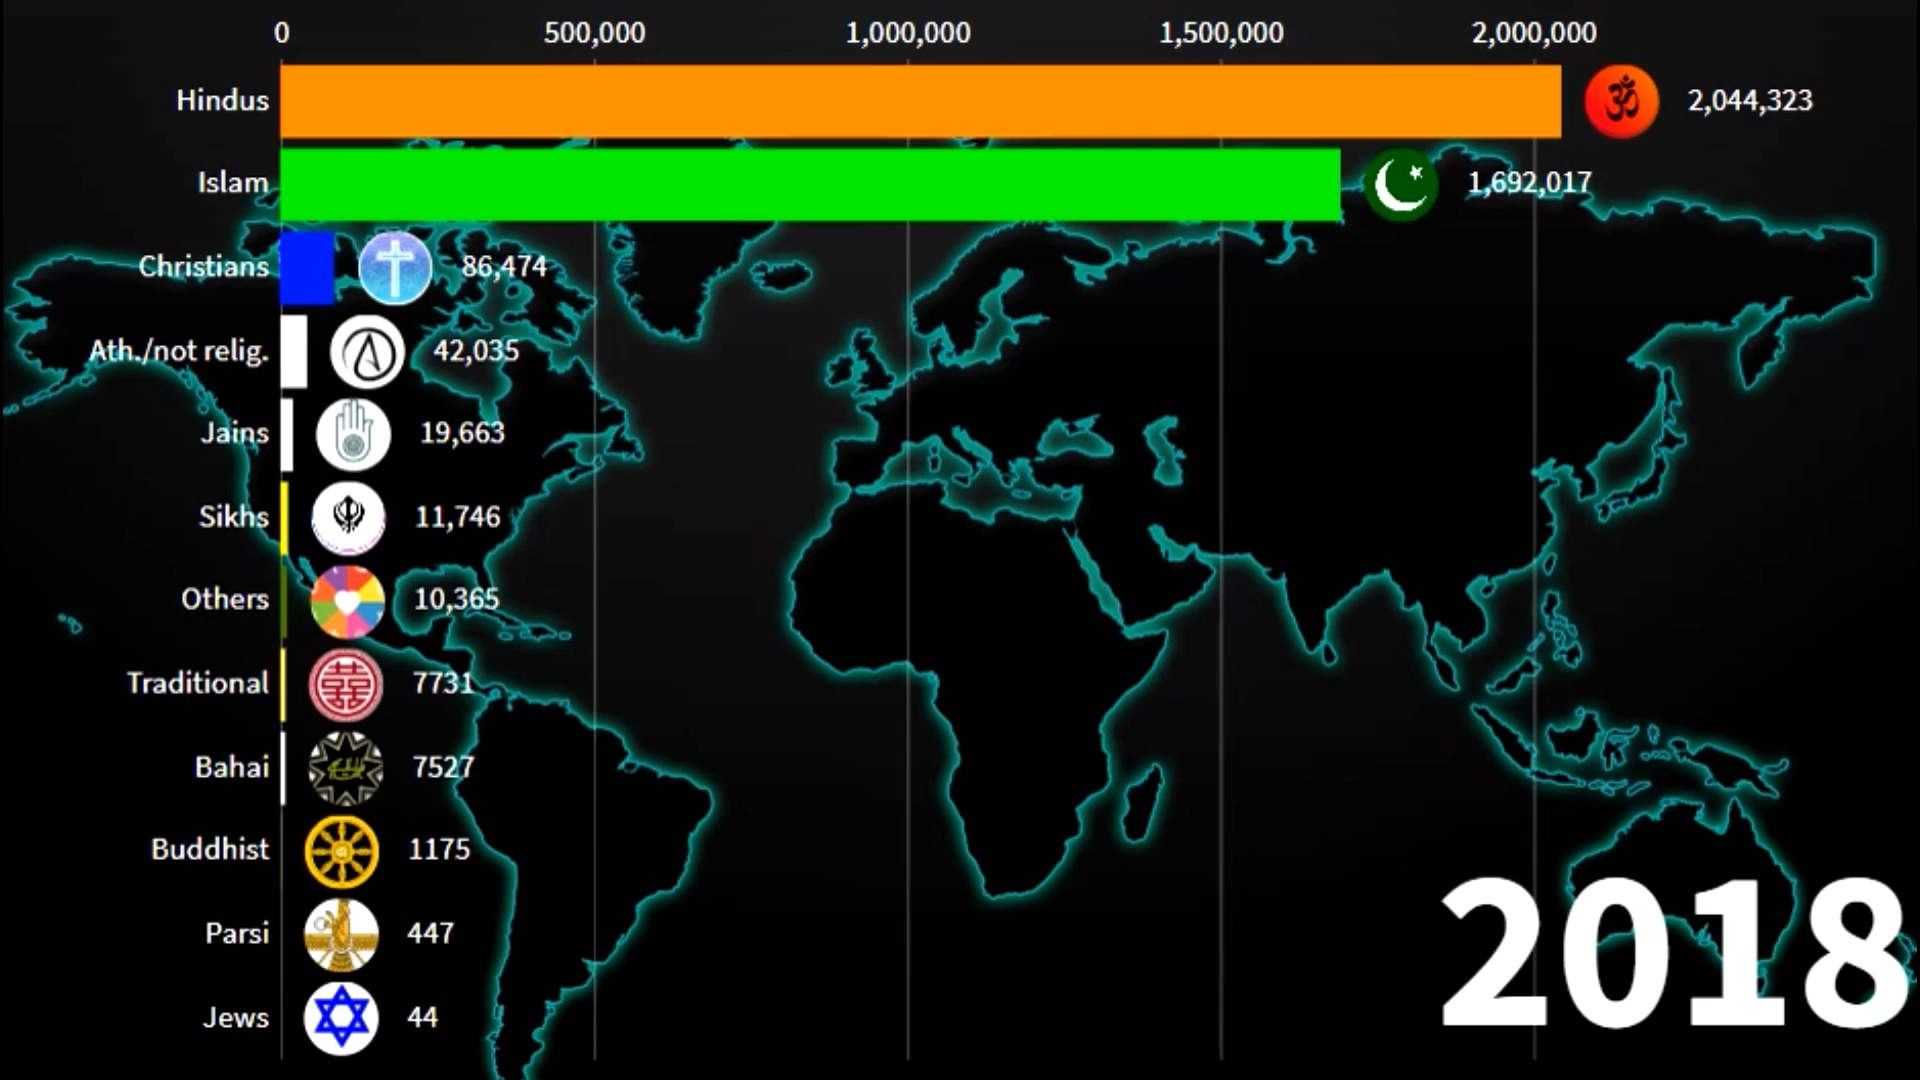 0 500,000 1,000,000 1,500,000 2,000,000
Hindus ॐ 2,044,323
Islam 1,692,017
Christians 86,474
Ath./not relig. 42,035
Jains 19,663
Sikhs 11,746
Others 10,365
Traditional 囍 7731
Bahai 7527
Buddhist 1175
Parsi 447
Jews 44
2018